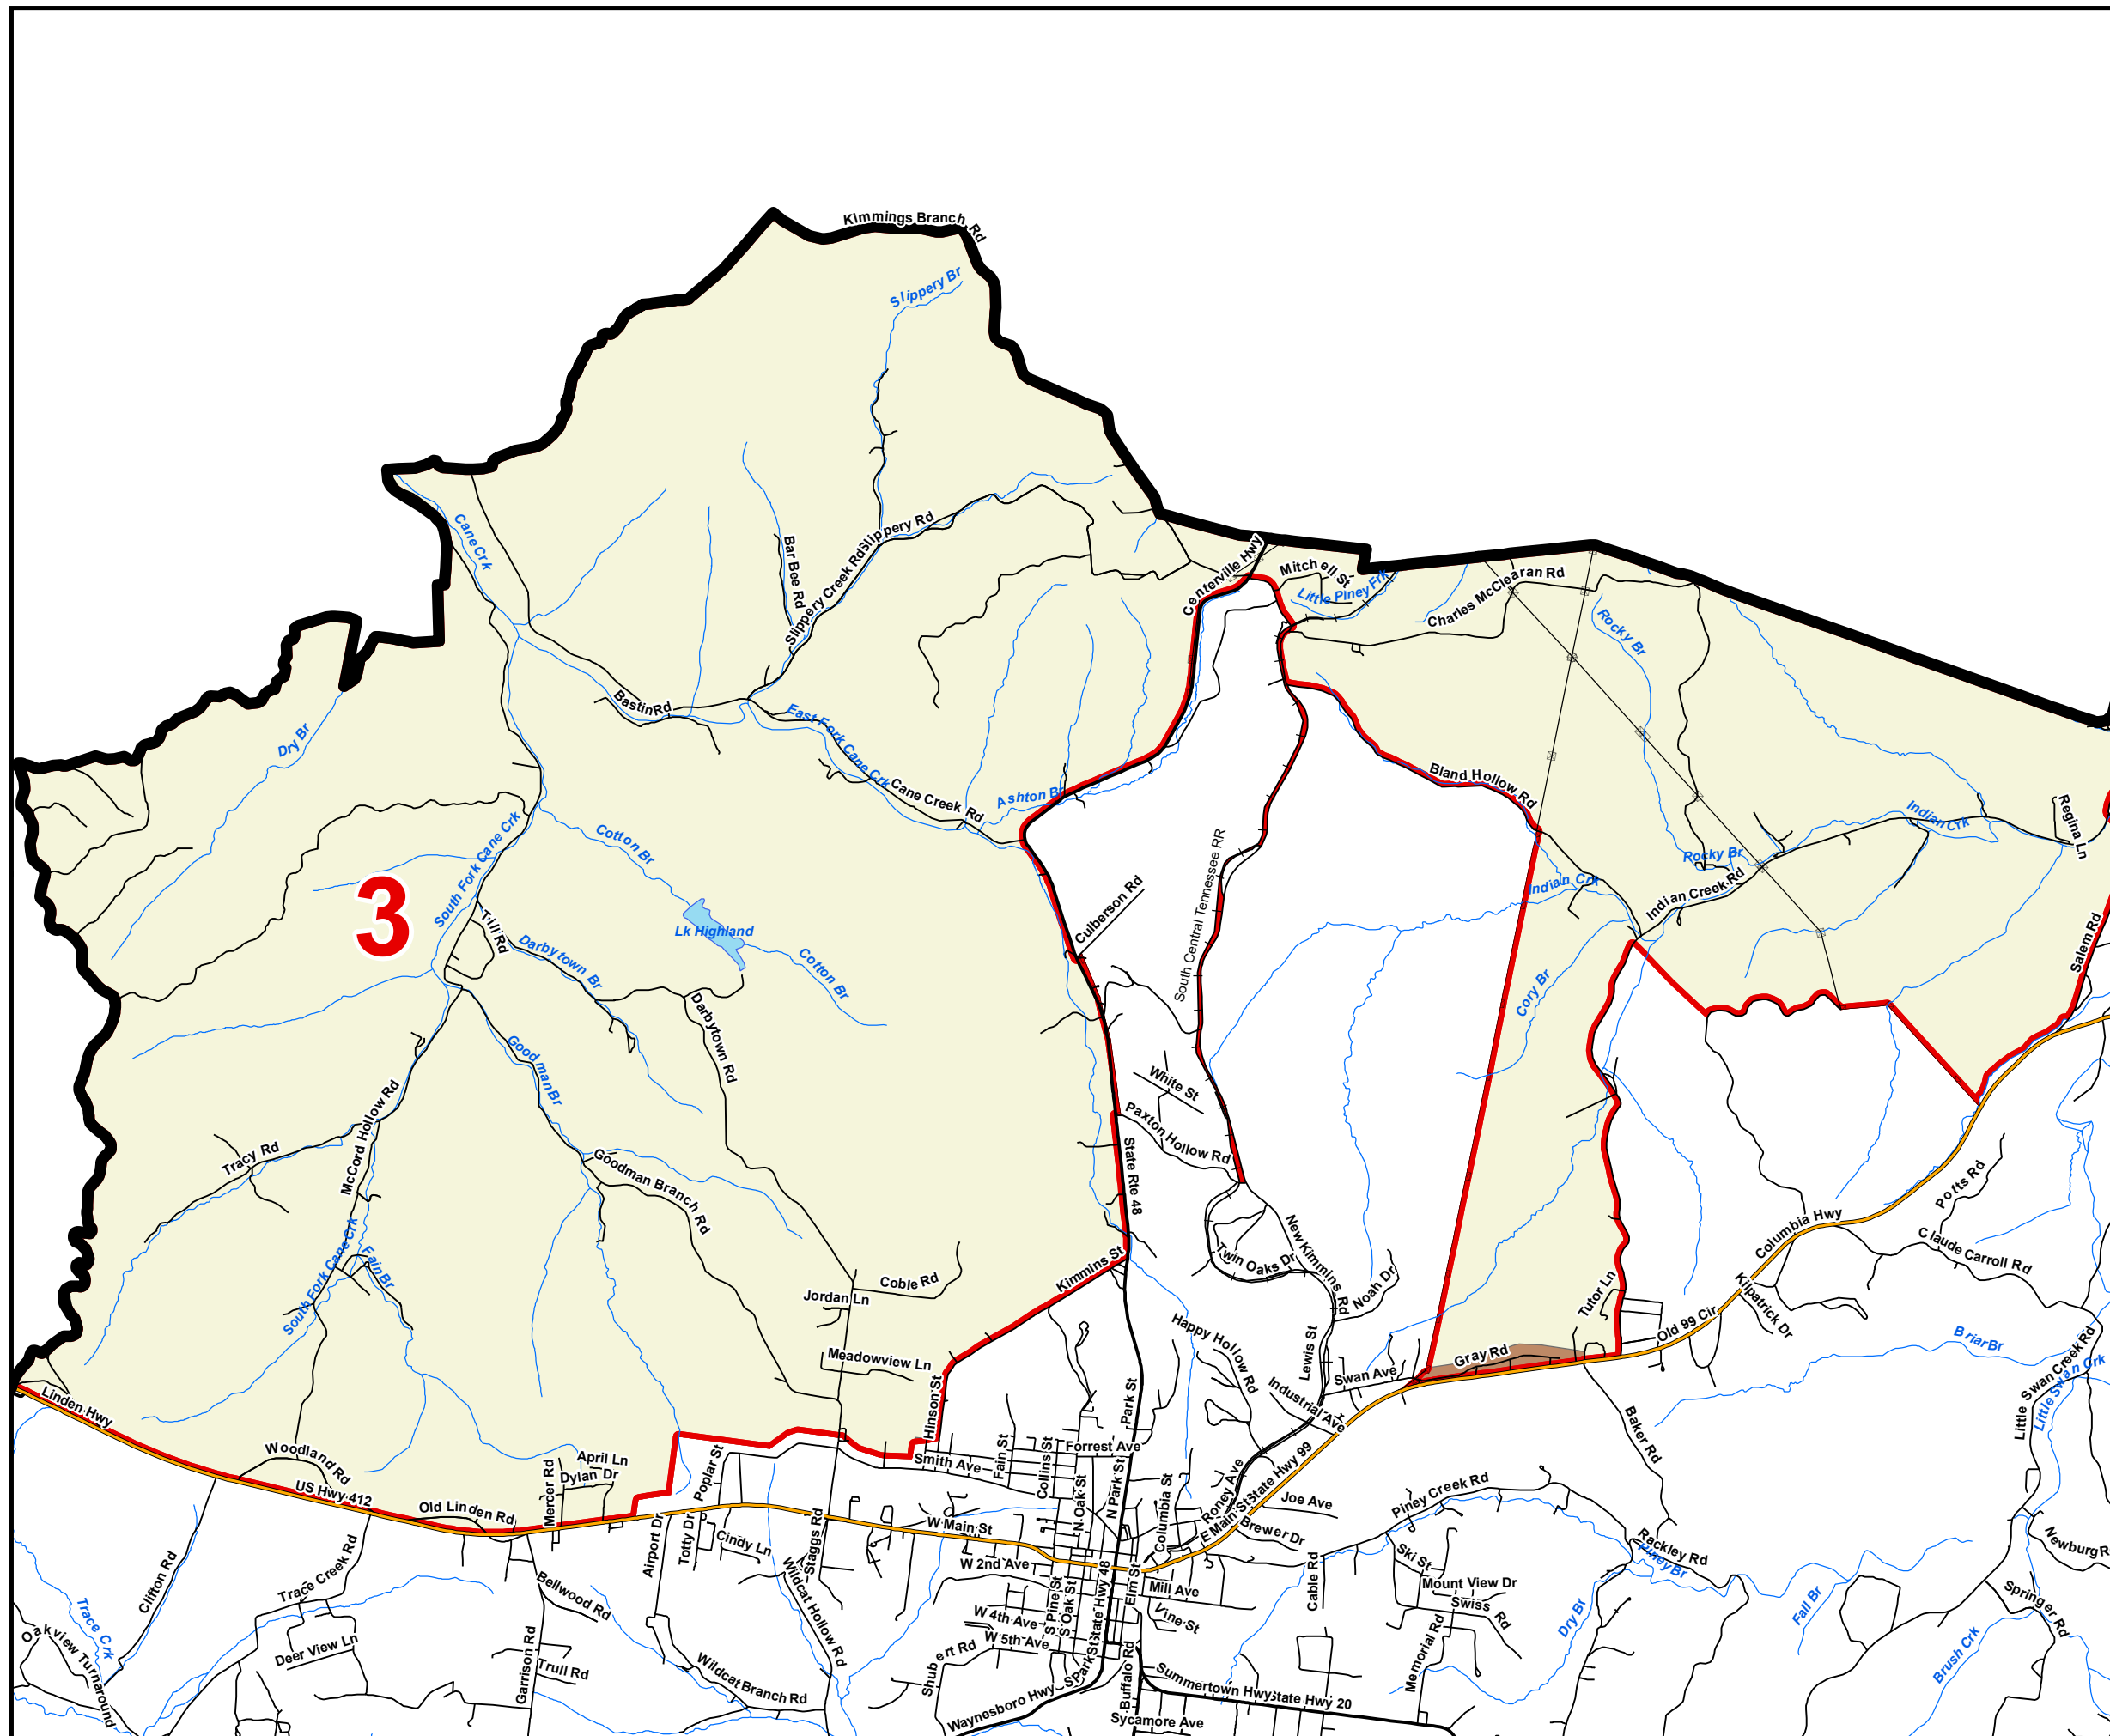 Kimmings Branch Rd
Slippery Br
Cane Crk
Slippery Rd
Bar Bee Rd
Slippery Creek Rd
Centerville Hwy
Mitchell St
Little Piney Frk
Charles McClearan Rd
Rocky Br
Bastin Rd
East Fork Cane Crk
Dry Br
Cane Creek Rd
Ashton Br
Bland Hollow Rd
Indian Crk
Regina Ln
Cotton Br
South Fork Cane Crk
3
Lk Highland
Till Rd
Darbytown Br
Cotton Br
Culberson Rd
South Central Tennessee RR
Rocky Br
Indian Crk
Indian Creek Rd
Salem Rd
Cory Br
Darbytown Rd
Goodman Br
White St
Paxton Hollow Rd
McCord Hollow Rd
Tracy Rd
Goodman Branch Rd
State Rte 48
Potts Rd
Columbia Hwy
Claude Carroll Rd
South Fork Cane Crk
Fain Br
Kimmins St
Twin Oaks Dr
New Kimmins Rd
Noah Dr
Coble Rd
Jordan Ln
Tutor Ln
Kilpatrick Dr
Old 99 Cir
Briar Br
Happy Hollow Rd
Lewis St
Meadowview Ln
Gray Rd
Swan Ave
Little Swan Creek Rd
Little Swan Crk
Linden Hwy
Hinson St
Park St
Industrial Ave
Baker Rd
Woodland Rd
April Ln
Dylan Dr
Mercer Rd
Poplar St
Smith Ave
Fain St
Collins St
Forrest Ave
US Hwy 412
Old Linden Rd
N Oak St
N Park St
Columbia St
Roney Ave
E Main St
State Hwy 99
Joe Ave
Brewer Dr
Piney Creek Rd
Airport Dr
Totty Dr
Cindy Ln
Staggs Rd
W Main St
W 2nd Ave
Rackley Rd
Piney Br
Newburg R
Clifton Rd
Trace Creek Rd
Bellwood Rd
Wildcat Hollow Rd
State Hwy 48
Elm St
Mill Ave
Vine St
Cable Rd
Ski St
Mount View Dr
Swiss Rd
Springer Rd
Trace Crk
Oakview Turnaround
Deer View Ln
Garrison Rd
Trull Rd
Wildcat Branch Rd
Shubert Rd
W 4th Ave
W 5th Ave
S Pine St
S Oak St
S Park St
Waynesboro Hwy
Buffalo Rd
Summertown Hwy
State Hwy 20
Sycamore Ave
Memorial Rd
Dry Br
Fall Br
Brush Crk